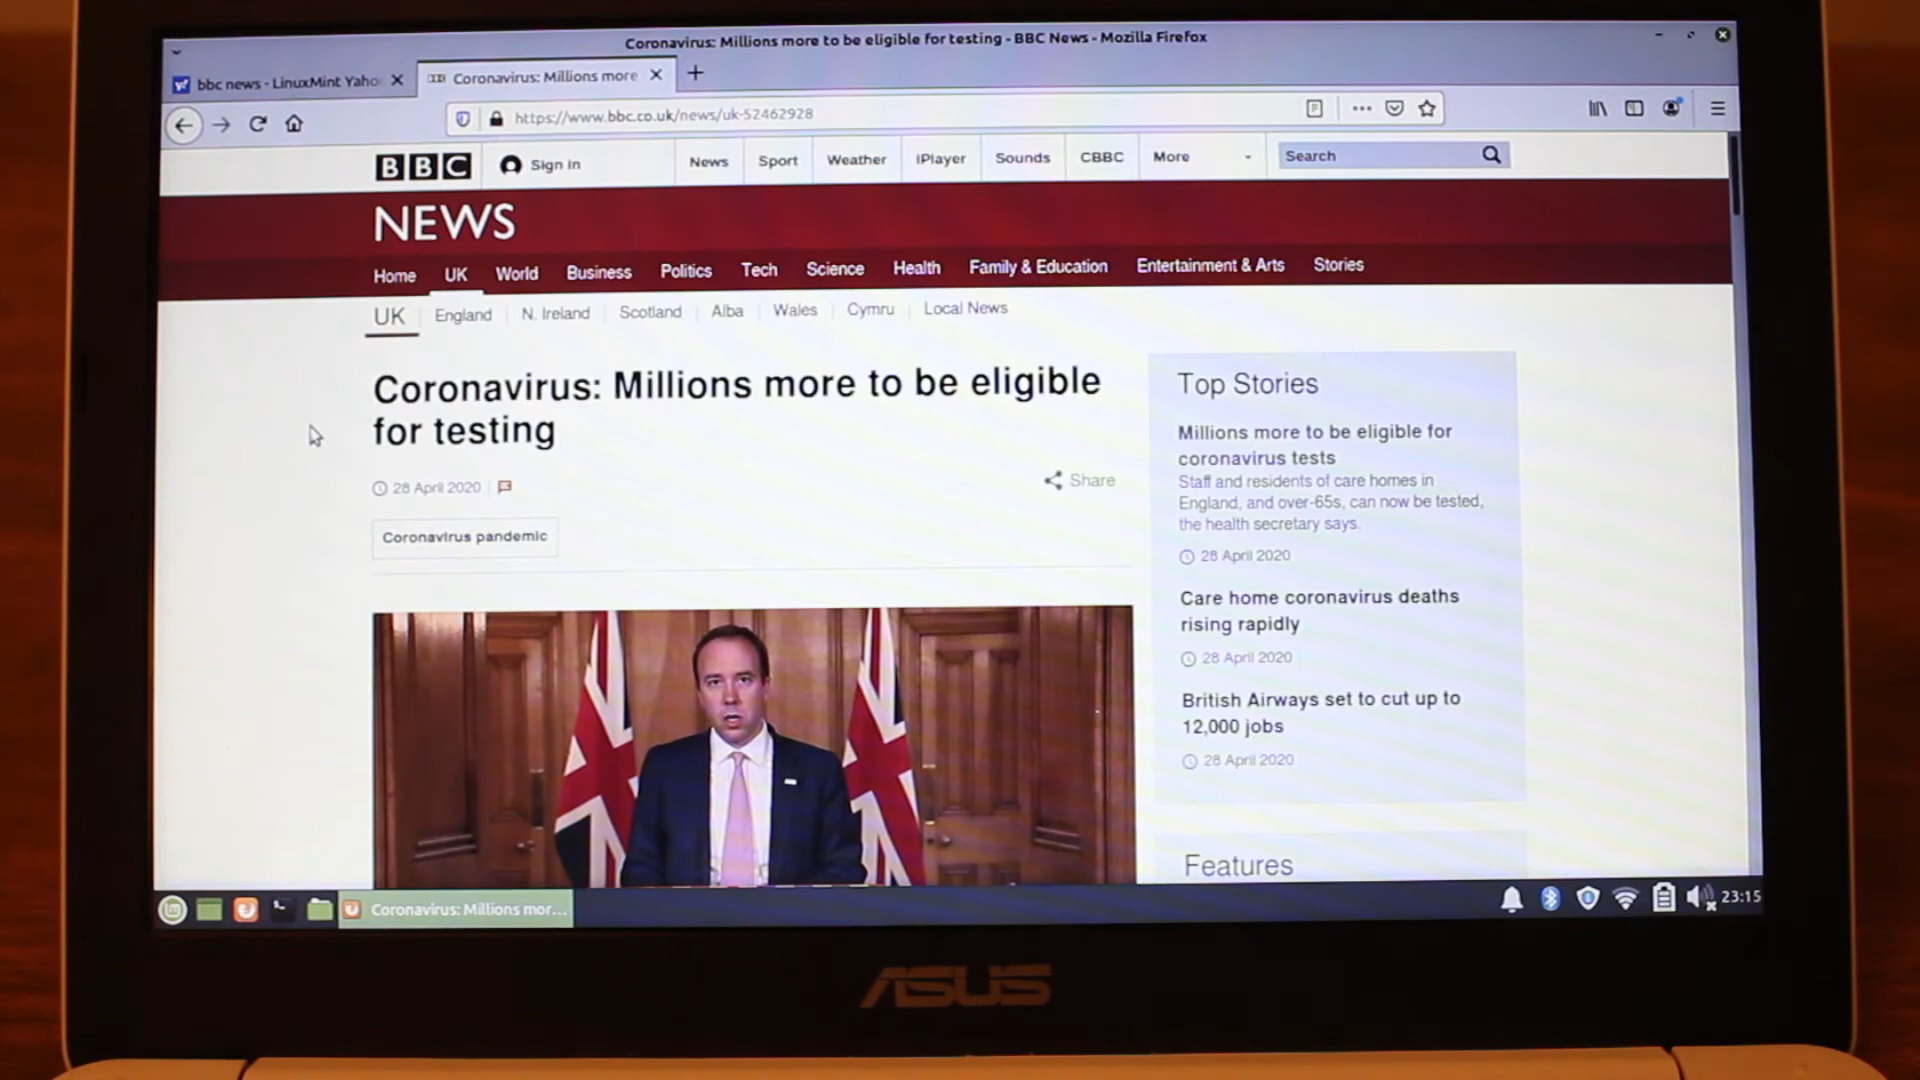 Coronavirus: Millions more to be eligible for testing - BBC News - Mozilla Firefox
bbc news - LinuxMint Yaho
Coronavirus: Millions more
https://www.bbc.co.uk/news/uk-52462928
BBC
Sign in
News
Sport
Weather
iPlayer
Sounds
CBBC
More
Search
NEWS
Home
UK
World
Business
Politics
Tech
Science
Health
Family & Education
Entertainment & Arts
Stories
UK
England
N. Ireland
Scotland
Alba
Wales
Cymru
Local News
Coronavirus: Millions more to be eligible
for testing
28 April 2020
Share
Coronavirus pandemic
Top Stories
Millions more to be eligible for
coronavirus tests
Staff and residents of care homes in
England, and over-65s, can now be tested,
the health secretary says.
28 April 2020
Care home coronavirus deaths
rising rapidly
28 April 2020
British Airways set to cut up to
12,000 jobs
28 April 2020
Features
Coronavirus: Millions mor...
23:15
ASUS